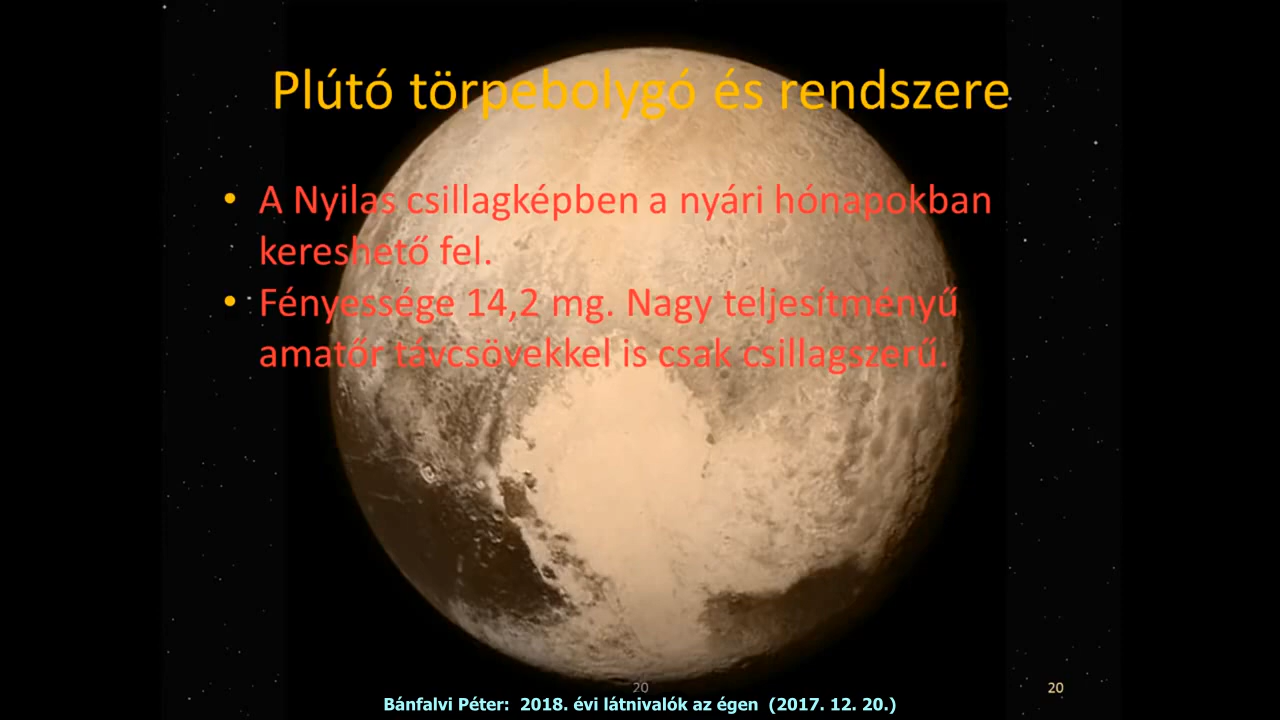 Plútó törpebolygó és rendszere
• A Nyilas csillagképben a nyári hónapokban
kereshető fel.
• Fényessége 14,2 mg. Nagy teljesítményű
amatőr távcsövekkel is csak csillagszerű.
20
20
Bánfalvi Péter: 2018. évi látnivalók az égen (2017. 12. 20.)